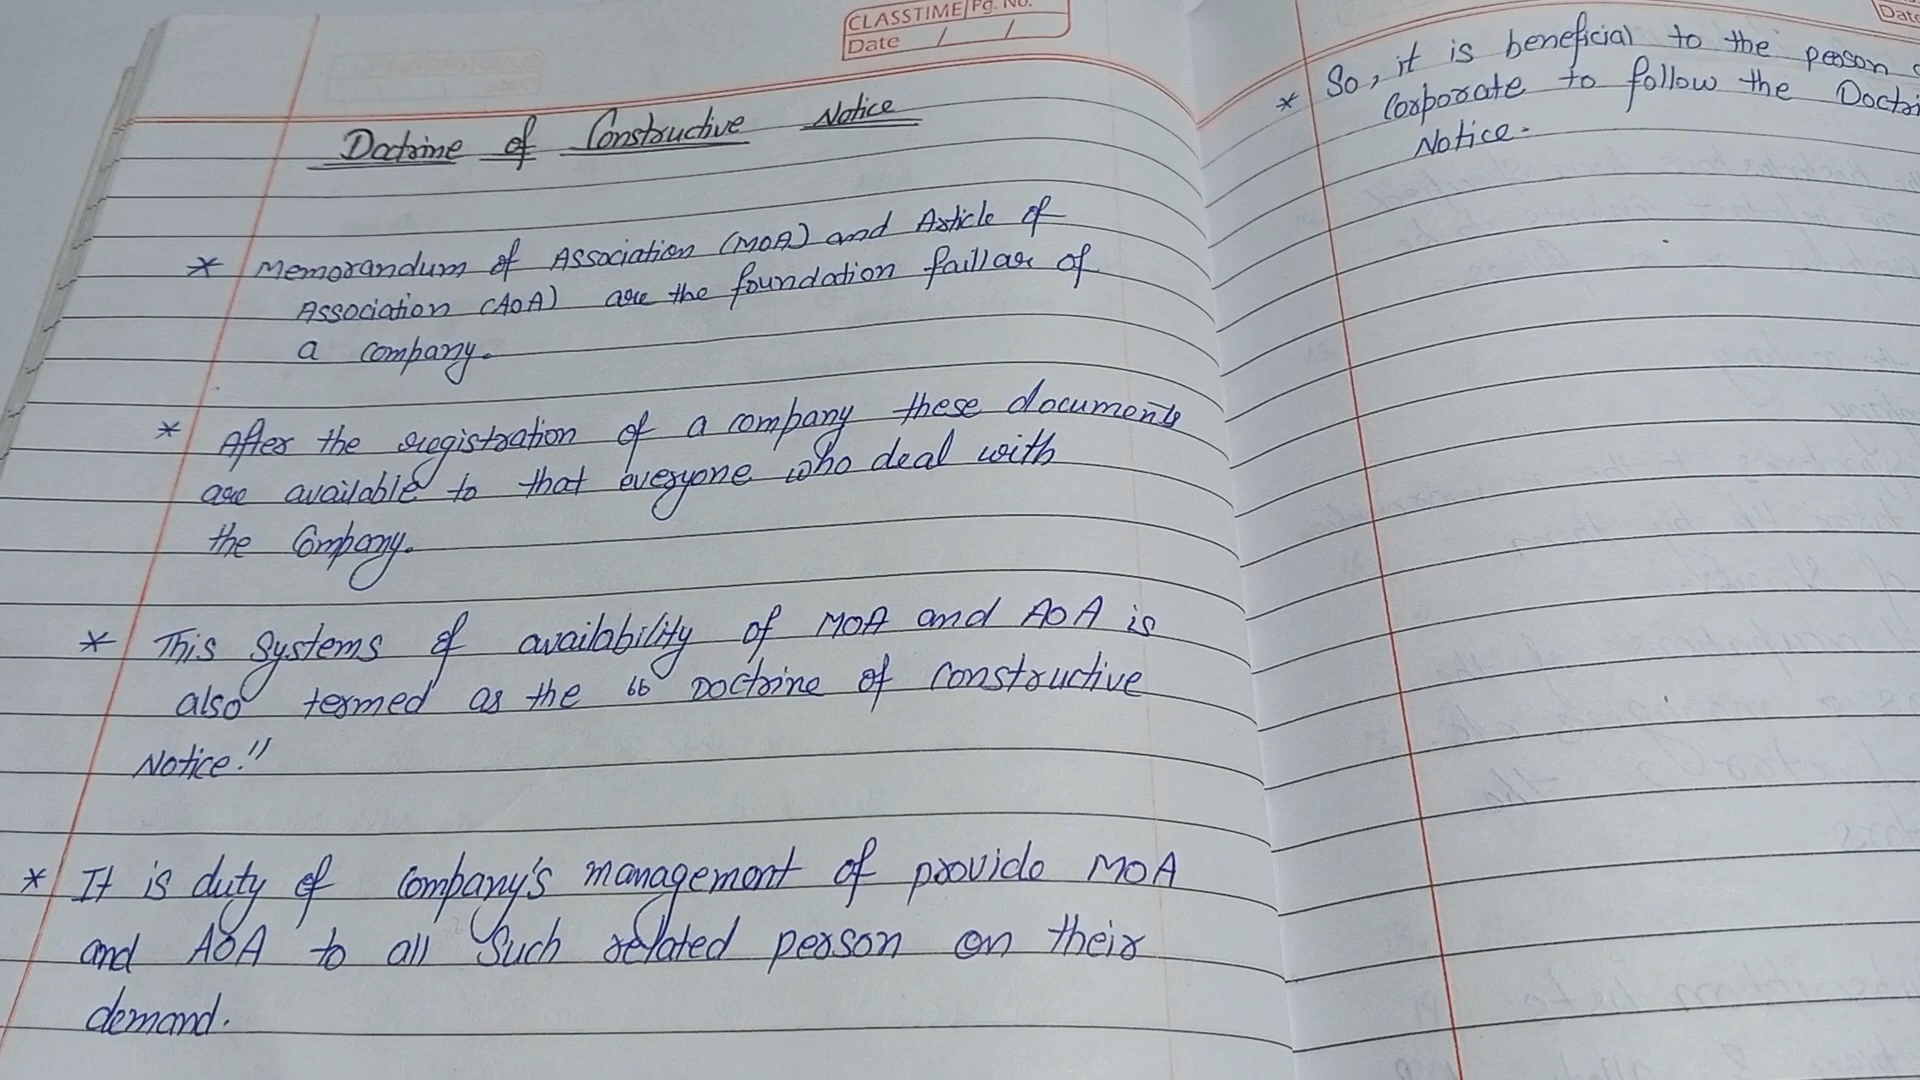 CLASSTIME Pg. No.
Date / /
Doctrine of Constructive Notice
* Memorandum of Association (MOA) and Article of
Association (AOA) are the foundation faillar of
a company.
* After the registration of a company these documents
are available to that everyone who deal with
the Company.
* This Systems of availability of MOA and AOA is
also termed as the “ Doctrine of constructive
Notice!!
* It is duty of company's management of provide MOA
and AOA to all such related person on their
demand.
Date
* So, it is beneficial to the person
Corporate to follow the
Notice.